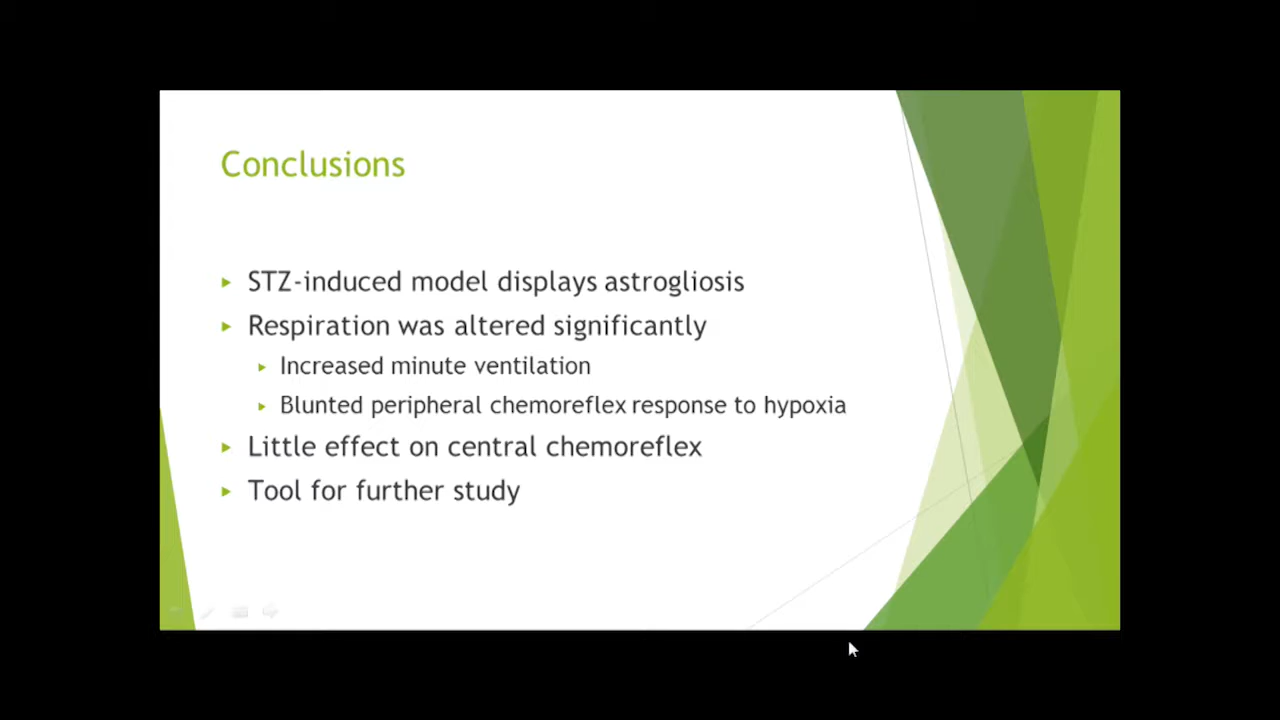 Conclusions
STZ-induced model displays astrogliosis
Respiration was altered significantly
Increased minute ventilation
Blunted peripheral chemoreflex response to hypoxia
Little effect on central chemoreflex
Tool for further study